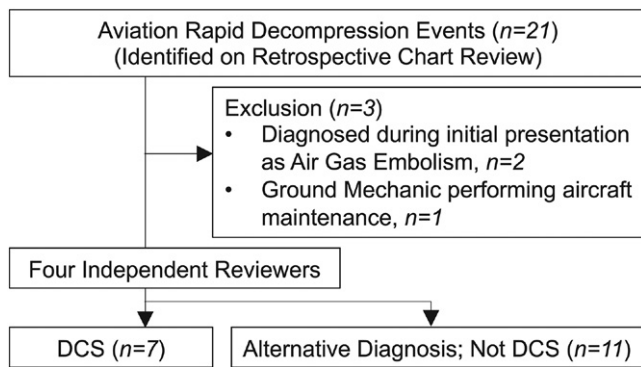 Aviation Rapid Decompression Events (n=21)
(Identified on Retrospective Chart Review)
Exclusion (n=3)
• Diagnosed during initial presentation
as Air Gas Embolism, n=2
• Ground Mechanic performing aircraft
maintenance, n=1
Four Independent Reviewers
DCS (n=7)
Alternative Diagnosis; Not DCS (n=11)